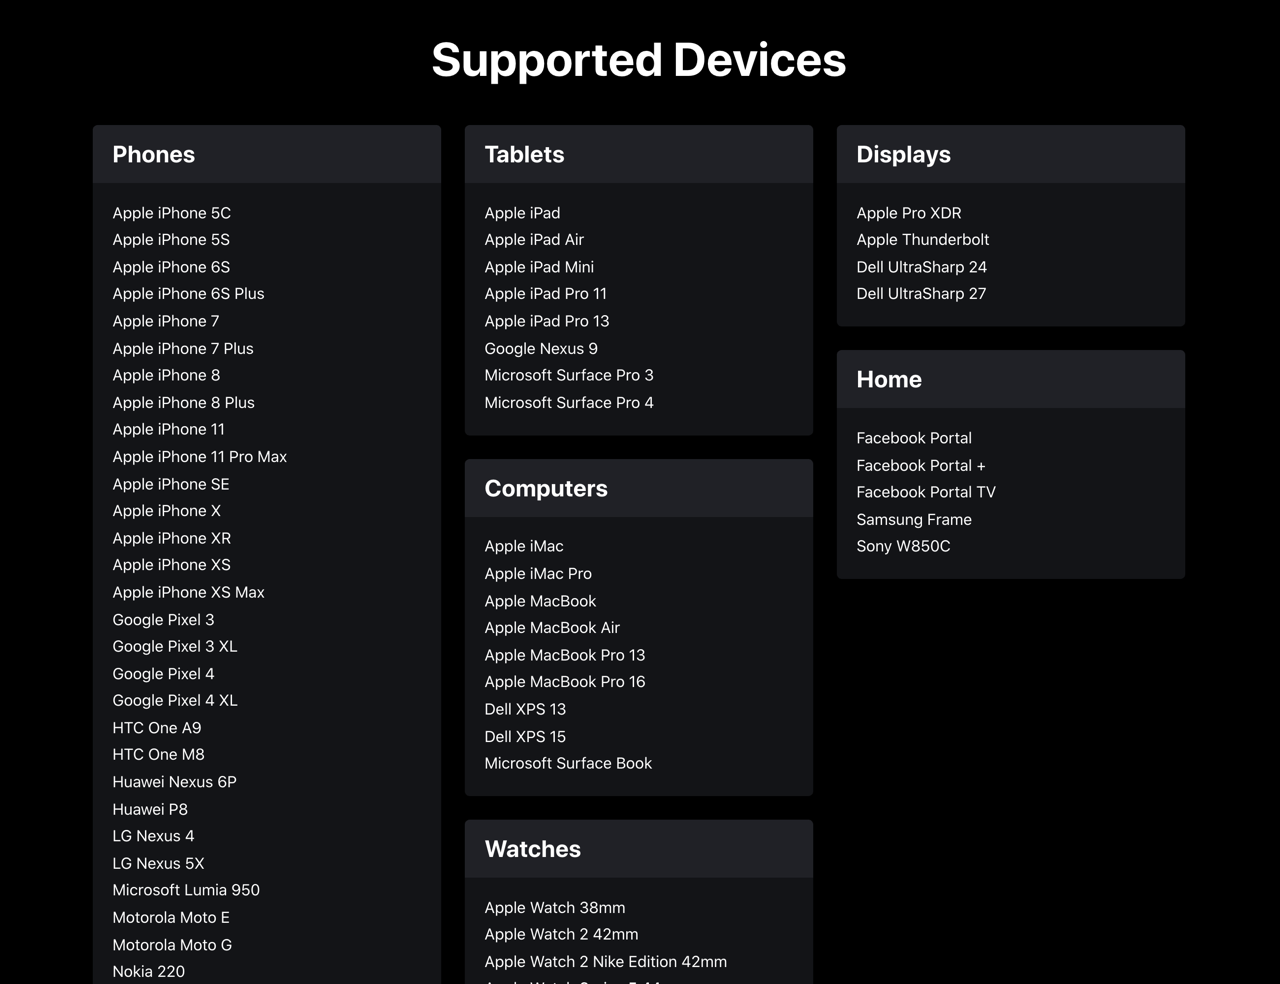 Supported Devices
Phones
Apple iPhone 5C
Apple iPhone 5S
Apple iPhone 6S
Apple iPhone 6S Plus
Apple iPhone 7
Apple iPhone 7 Plus
Apple iPhone 8
Apple iPhone 8 Plus
Apple iPhone 11
Apple iPhone 11 Pro Max
Apple iPhone SE
Apple iPhone X
Apple iPhone XR
Apple iPhone XS
Apple iPhone XS Max
Google Pixel 3
Google Pixel 3 XL
Google Pixel 4
Google Pixel 4 XL
HTC One A9
HTC One M8
Huawei Nexus 6P
Huawei P8
LG Nexus 4
LG Nexus 5X
Microsoft Lumia 950
Motorola Moto E
Motorola Moto G
Nokia 220
Tablets
Apple iPad
Apple iPad Air
Apple iPad Mini
Apple iPad Pro 11
Apple iPad Pro 13
Google Nexus 9
Microsoft Surface Pro 3
Microsoft Surface Pro 4
Computers
Apple iMac
Apple iMac Pro
Apple MacBook
Apple MacBook Air
Apple MacBook Pro 13
Apple MacBook Pro 16
Dell XPS 13
Dell XPS 15
Microsoft Surface Book
Watches
Apple Watch 38mm
Apple Watch 2 42mm
Apple Watch 2 Nike Edition 42mm
Displays
Apple Pro XDR
Apple Thunderbolt
Dell UltraSharp 24
Dell UltraSharp 27
Home
Facebook Portal
Facebook Portal +
Facebook Portal TV
Samsung Frame
Sony W850C